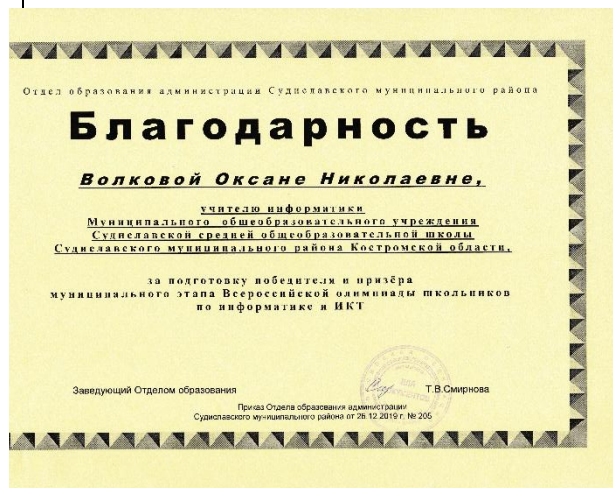 Отдел образования администрации Судиславского муниципального района
Благодарность
Волковой Оксане Николаевне,
учителю информатики
Муниципального общеобразовательного учреждения
Судиславской средней общеобразовательной школы
Судиславского муниципального района Костромской области,
за подготовку победителя и призёра
муниципального этапа Всероссийской олимпиады школьников
по информатике и ИКТ
Заведующий Отделом образования Т.В.Смирнова
Приказ Отдела образования администрации
Судиславского муниципального района от 26.12.2019 г. № 205